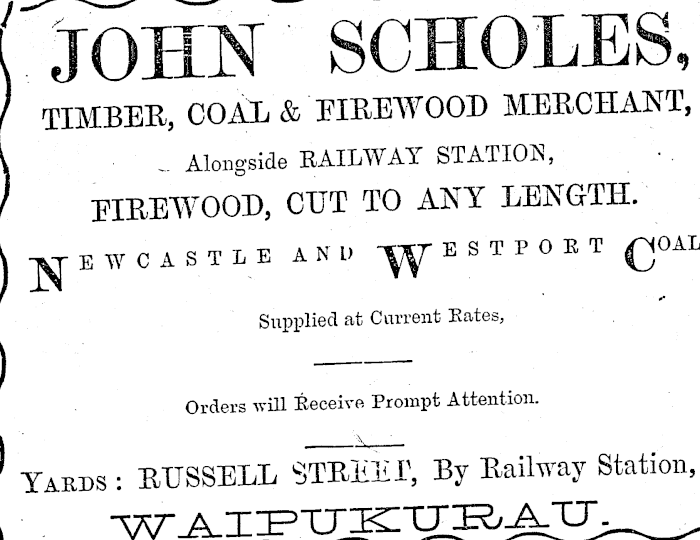 JOHN SCHOLES,
TIMBER, COAL & FIREWOOD MERCHANT,
Alongside RAILWAY STATION,
FIREWOOD, CUT TO ANY LENGTH.
NEWCASTLE AND WESTPORT COAL
Supplied at Current Rates,
Orders will Receive Prompt Attention.
YARDS: RUSSELL STREET, By Railway Station,
WAIPUKURAU.